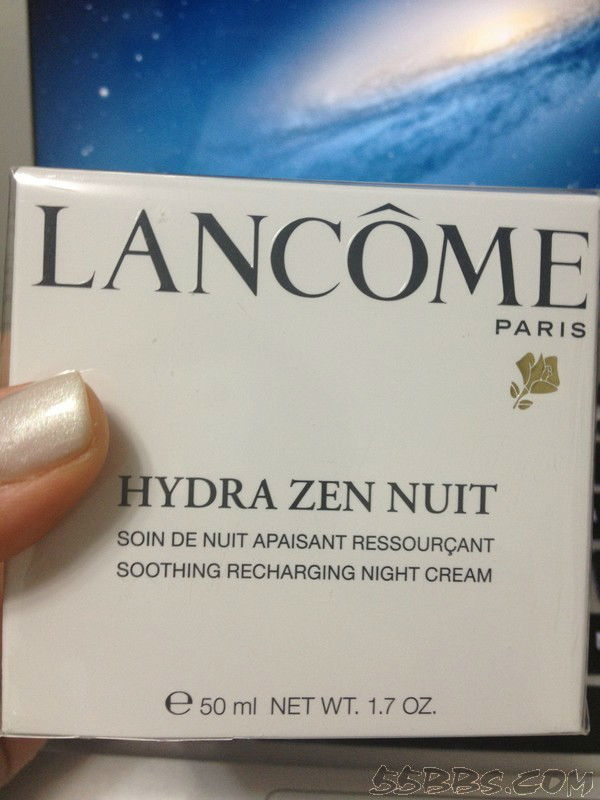 LANCÔME
PARIS
HYDRA ZEN NUIT
SOIN DE NUIT APAISANT RESSOURÇANT
SOOTHING RECHARGING NIGHT CREAM
℮ 50 ml NET WT. 1.7 OZ.
55BBS.COM